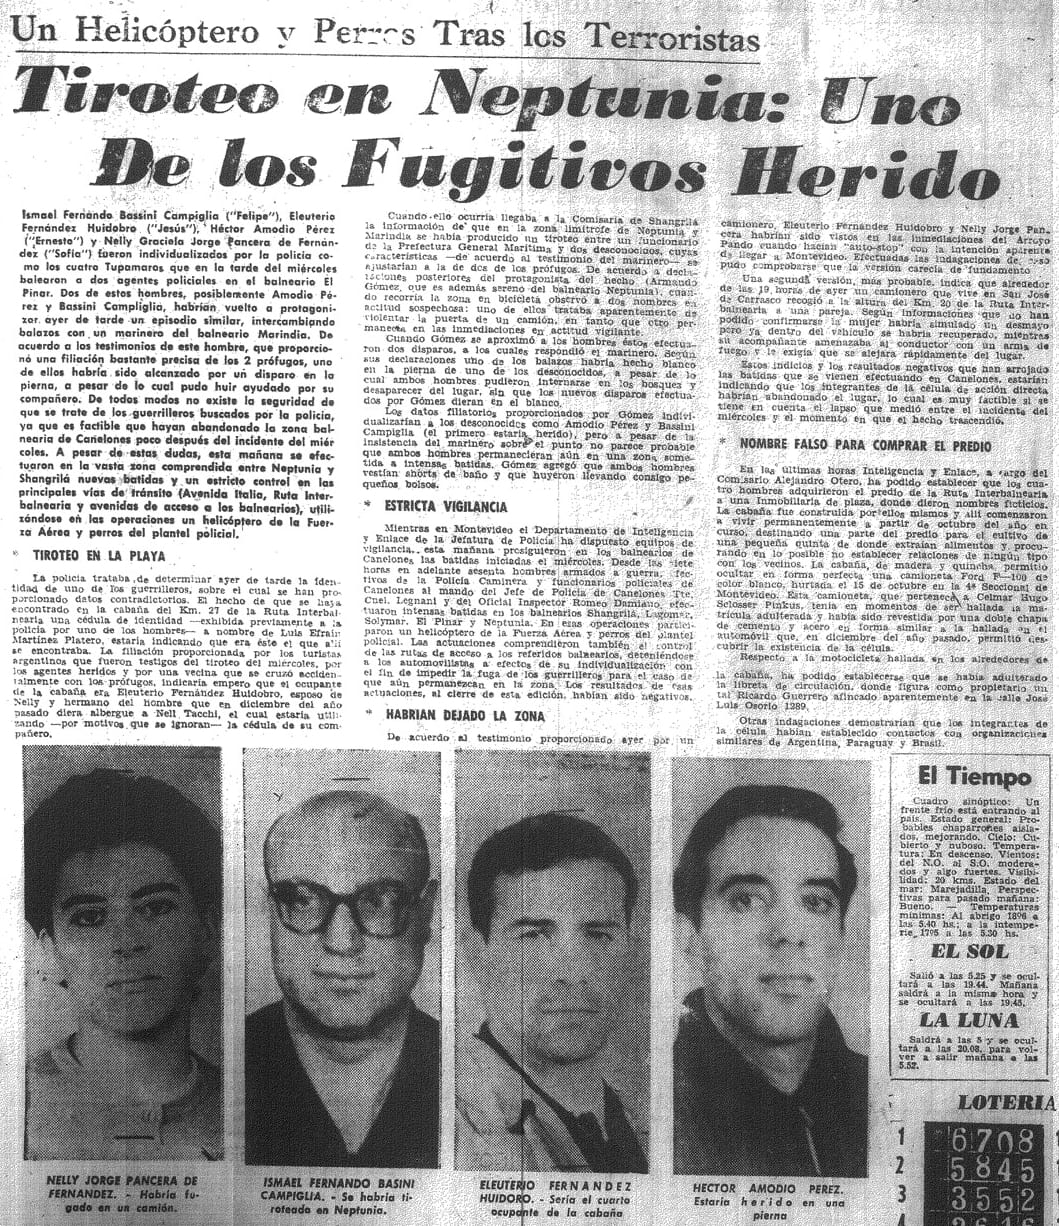 Un Helicóptero y Perros Tras los Terroristas
Tiroteo en Neptunia: Uno
De los Fugitivos Herido
Ismael Fernando Bassini Campiglia ("Felipe"), Eleuterio
Fernández Huidobro ("Jesús"), Héctor Amodio Pérez
("Ernesto") y Nelly Graciela Jorge Pancera de Fernán-
dez ("Sofía") fueron individualizados por la policía co-
mo los cuatro Tupamaros que en la tarde del miércoles
balearon a dos agentes policiales en el balneario El
Pinar. Dos de estos hombres, posiblemente Amodio Pé-
rez y Bassini Campiglia, habrían vuelto a protagoni-
zar ayer de tarde un episodio similar, intercambiando
balazos con un marinero del balneario Marindia. De
acuerdo a los testimonios de este hombre, que proporcio-
nó una filiación bastante precisa de los 2 prófugos, uno
de ellos habría sido alcanzado por un disparo en la
pierna, a pesar de lo cual pudo huir ayudado por su
compañero. De todos modos no existe la seguridad de
que se trate de los guerrilleros buscados por la policía,
ya que es factible que hayan abandonado la zona bal-
nearia de Canelones poco después del incidente del miér-
coles. A pesar de estas dudas, esta mañana se efec-
tuaron en la vasta zona comprendida entre Neptunia y
Shangrilá nuevas batidas y un estricto control en las
principales vías de tránsito (Avenida Italia, Ruta Inter-
balnearia y avenidas de acceso a los balnearios), utili-
zándose en las operaciones un helicóptero de la Fuer-
za Aérea y perros del plantel policial.
* TIROTEO EN LA PLAYA
La policía trataba de determinar ayer de tarde la iden-
tidad de uno de los guerrilleros, sobre el cual se han pro-
porcionado datos contradictorios. El hecho de que se haya
encontrado en la cabaña del Km. 27 de la Ruta Interbal-
nearia una cédula de identidad —exhibida previamente a la
policía por uno de los hombres— a nombre de Luis Efraín
Martínez Platero, estaría indicando que era éste el que allí
se encontraba. La filiación proporcionada por los turistas
argentinos que fueron testigos del tiroteo del miércoles, por
los agentes heridos y por una vecina que se cruzó acciden-
talmente con los prófugos, indicaría empero que el ocupante
de la cabaña era Eleuterio Fernández Huidobro, esposo de
Nelly y hermano del hombre que en diciembre del año
pasado diera albergue a Nell Tacchi, el cual estaría utili-
zando —por motivos que se ignoran— la cédula de su com-
pañero.
Cuando ello ocurría llegaba a la Comisaría de Shangrilá
la información de que en la zona limítrofe de Neptunia y
Marindia se había producido un tiroteo entre un funcionario
de la Prefectura General Marítima y dos desconocidos, cuyas
características —de acuerdo al testimonio del marinero— se
ajustarían a la de dos de los prófugos. De acuerdo a decla-
raciones posteriores del protagonista del hecho (Armando
Gómez, que es además sereno del balneario Neptunia), cuan-
do recorría la zona en bicicleta observó a dos hombres en
actitud sospechosa: uno de ellos trataba aparentemente de
violentar la puerta de un camión, en tanto que otro per-
manecía en las inmediaciones en actitud vigilante.
Cuando Gómez se aproximó a los hombres éstos efectua-
ron dos disparos, a los cuales respondió el marinero. Según
sus declaraciones uno de los balazos habría hecho blanco
en la pierna de uno de los desconocidos, a pesar de lo
cual ambos hombres pudieron internarse en los bosques y
desaparecer del lugar, sin que los nuevos disparos efectua-
dos por Gómez dieran en el blanco.
Los datos filiatorios proporcionados por Gómez indivi-
dualizarían a los desconocidos como Amodio Pérez y Bassini
Campiglia (el primero estaría herido), pero a pesar de la
insistencia del marinero sobre el punto no parece probable
que ambos hombres permanecieran aún en una zona some-
tida a intensas batidas. Gómez agregó que ambos hombres
vestían shorts de baño y que huyeron llevando consigo pe-
queños bolsos.
* ESTRICTA VIGILANCIA
Mientras en Montevideo el Departamento de Inteligencia
y Enlace de la Jefatura de Policía ha dispuesto equipos de
vigilancia, esta mañana prosiguieron en los balnearios de
Canelones, las batidas iniciadas el miércoles. Desde las siete
horas en adelante sesenta hombres armados a guerra, efec-
tivos de la Policía Caminera y funcionarios policiales de
Canelones al mando del Jefe de Policía de Canelones Tte.
Cnel. Legnani y del Oficial Inspector Romeo Damiano, efec-
tuaron intensas batidas en los balnearios Shangrilá, Lagomar,
Solymar, El Pinar y Neptunia. En esas operaciones partici-
paron un helicóptero de la Fuerza Aérea y perros del plantel
policial. Las actuaciones comprendieron también el control
de las rutas de acceso a los referidos balnearios, deteniéndose
a los automovilistas a efectos de su individualización con
el fin de impedir la fuga de los guerrilleros para el caso de
que aún permanezcan en la zona. Los resultados de esas
actuaciones, al cierre de esta edición, habían sido negativos.
* HABRIAN DEJADO LA ZONA
De acuerdo al testimonio proporcionado ayer por un
camionero, Eleuterio Fernández Huidobro y Nelly Jorge Pan-
cera habrían sido vistos en las inmediaciones del Arroyo
Pando cuando hacían "auto-stop" con la intención aparente
de llegar a Montevideo. Efectuadas las indagaciones del caso
pudo comprobarse que la versión carecía de fundamento
Una segunda versión, más probable, indica que alrededor
de las 19 horas de ayer un camionero que vive en San José
de Carrasco recogió a la altura del Km. 20 de la Ruta Inter-
balnearia a una pareja. Según informaciones que no han
podido confirmarse la mujer habría simulado un desmayo
pero ya dentro del vehículo se habría recuperado, mientras
su acompañante amenazaba al conductor con un arma de
fuego y le exigía que se alejara rápidamente del lugar.
Estos indicios y los resultados negativos que han arrojado
las batidas que se vienen efectuando en Canelones, estarían
indicando que los integrantes de la célula de acción directa
habrían abandonado el lugar, lo cual es muy factible si se
tiene en cuenta el lapso que medió entre el incidente del
miércoles y el momento en que el hecho trascendió.
* NOMBRE FALSO PARA COMPRAR EL PREDIO
En las últimas horas Inteligencia y Enlace, a cargo del
Comisario Alejandro Otero, ha podido establecer que los cua-
tro hombres adquirieron el predio de la Ruta Interbalnearia
a una Inmobiliaria de plaza, donde dieron nombres ficticios.
La cabaña fue construida por ellos mismos y allí comenzaron
a vivir permanentemente a partir de octubre del año en
curso, destinando una parte del predio para el cultivo de
una pequeña quinta de donde extraían alimentos y procu-
rando en lo posible no establecer relaciones de ningún tipo
con los vecinos. La cabaña, de madera y quincha, permitió
ocultar en forma perfecta una camioneta Ford F—100 de
color blanco, hurtada el 15 de octubre en la 4ª Seccional de
Montevideo. Esta camioneta, que pertenece a Celmar Hugo
Schosser Pinkus, tenía en momentos de ser hallada la ma-
trícula adulterada y había sido revestida por una doble chapa
de cemento y acero en forma similar a la hallada en el
automóvil que, en diciembre del año pasado, permitió des-
cubrir la existencia de la célula.
Respecto a la motocicleta hallada en los alrededores de
la cabaña, ha podido establecerse que se había adulterado
la libreta de circulación, donde figura como propietario un
tal Ricardo Guerrero afincado aparentemente en la calle José
Luis Osorio 1289.
Otras indagaciones demostrarían que los integrantes de
la célula habían establecido contactos con organizaciones
similares de Argentina, Paraguay y Brasil.
NELLY JORGE PANCERA DE
FERNANDEZ. - Habría fu-
gado en un camión.
ISMAEL FERNANDO BASINI
CAMPIGLIA. - Se habría ti-
roteado en Neptunia.
ELEUTERIO FERNANDEZ
HUIDORO. - Sería el cuarto
ocupante de la cabaña
HECTOR AMODIO PEREZ.
Estaría herido en una
pierna
El Tiempo
Cuadro sinóptico: Un
frente frío está entrando al
país. Estado general: Pro-
bables chaparrones aisla-
dos, mejorando. Cielo: Cu-
bierto y nuboso. Tempera-
tura: En descenso. Vientos:
del N.O. al S.O. modera-
dos y algo fuertes. Visibi-
lidad: 20 kms. Estado del
mar: Marejadilla. Perspec-
tivas para pasado mañana:
Bueno. — Temperaturas
mínimas: Al abrigo 1896 a
las 5.40 hs.; a la intempe-
rie, 1795 a las 5.30 hs.
EL SOL
Salió a las 5.25 y se ocul-
tará a las 19.44. Mañana
saldrá a la misma hora y
se ocultará a las 19.45.
LA LUNA
Saldrá a las 5 y se ocul-
tará a las 20.08, para vol-
ver a salir mañana a las
5.52.
LOTERIA
1 6708
2 5845
3 3552
4